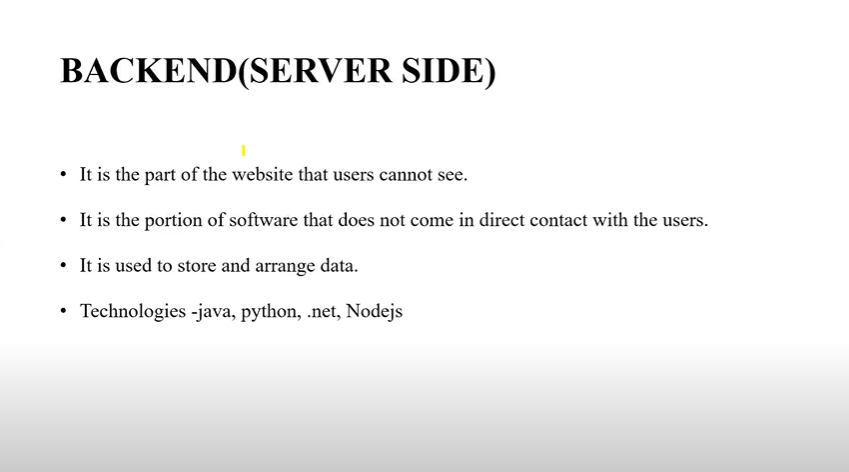 BACKEND(SERVER SIDE)
• It is the part of the website that users cannot see.
• It is the portion of software that does not come in direct contact with the users.
• It is used to store and arrange data.
• Technologies -java, python, .net, Nodejs